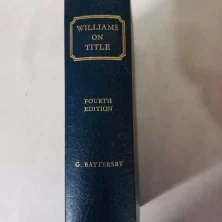 WILLIAMS
ON
TITLE
FOURTH
EDITION
G. BATTERSBY